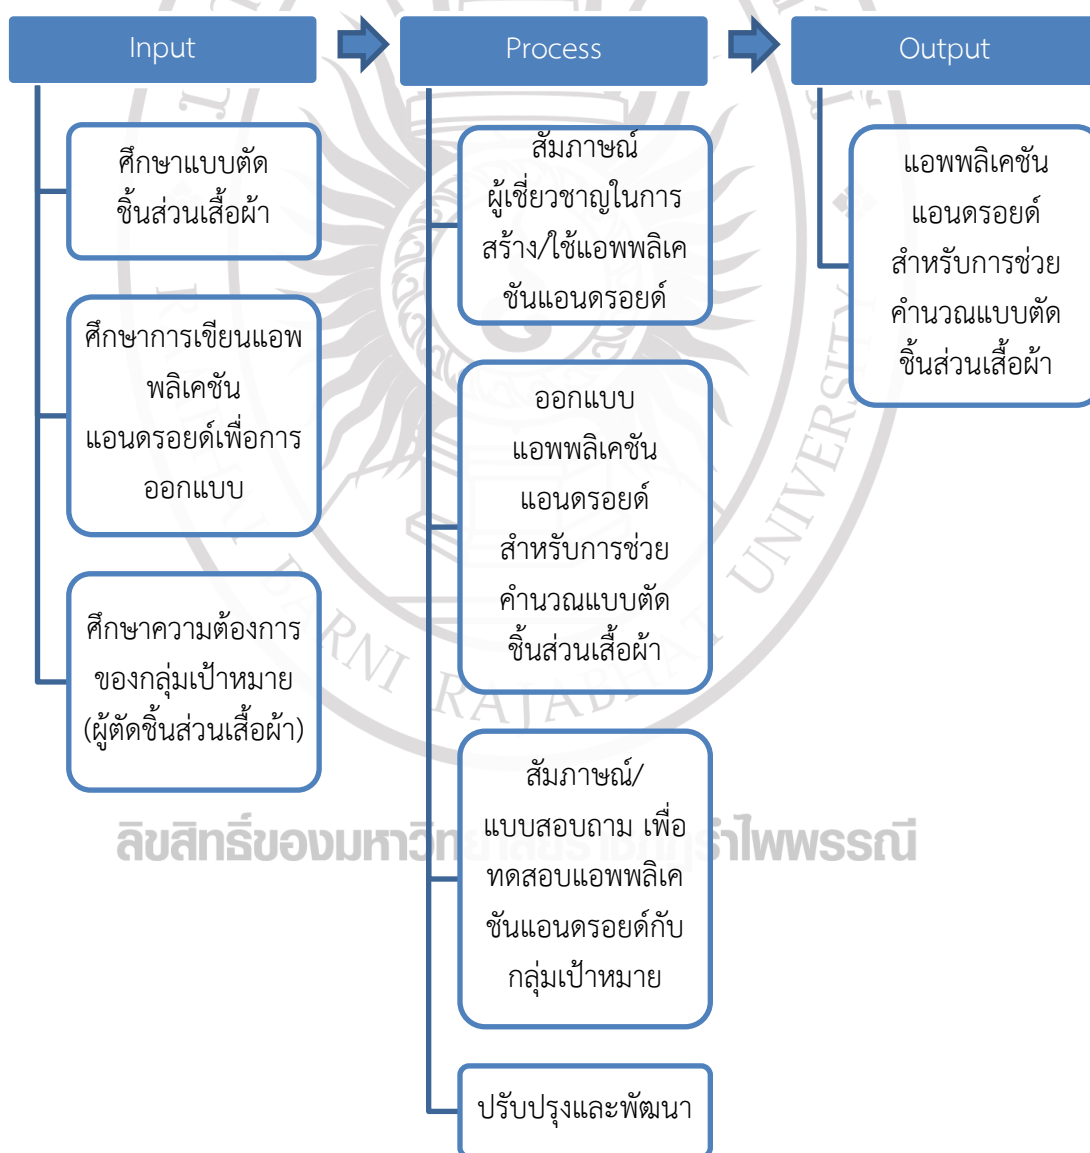 Input
Process
Output
ศึกษาแบบตัด
ชิ้นส่วนเสื้อผ้า
ศึกษาการเขียนแอพ
พลิเคชัน
แอนดรอยด์เพื่อการ
ออกแบบ
ศึกษาความต้องการ
ของกลุ่มเป้าหมาย
(ผู้ตัดชิ้นส่วนเสื้อผ้า)
สัมภาษณ์
ผู้เชี่ยวชาญในการ
สร้าง/ใช้แอพพลิเค
ชันแอนดรอยด์
ออกแบบ
แอพพลิเคชัน
แอนดรอยด์
สำหรับการช่วย
คำนวณแบบตัด
ชิ้นส่วนเสื้อผ้า
สัมภาษณ์/
แบบสอบถาม เพื่อ
ทดสอบแอพพลิเค
ชันแอนดรอยด์กับ
กลุ่มเป้าหมาย
ปรับปรุงและพัฒนา
แอพพลิเคชัน
แอนดรอยด์
สำหรับการช่วย
คำนวณแบบตัด
ชิ้นส่วนเสื้อผ้า
BARNI RAJABHAT UNIVERSITY